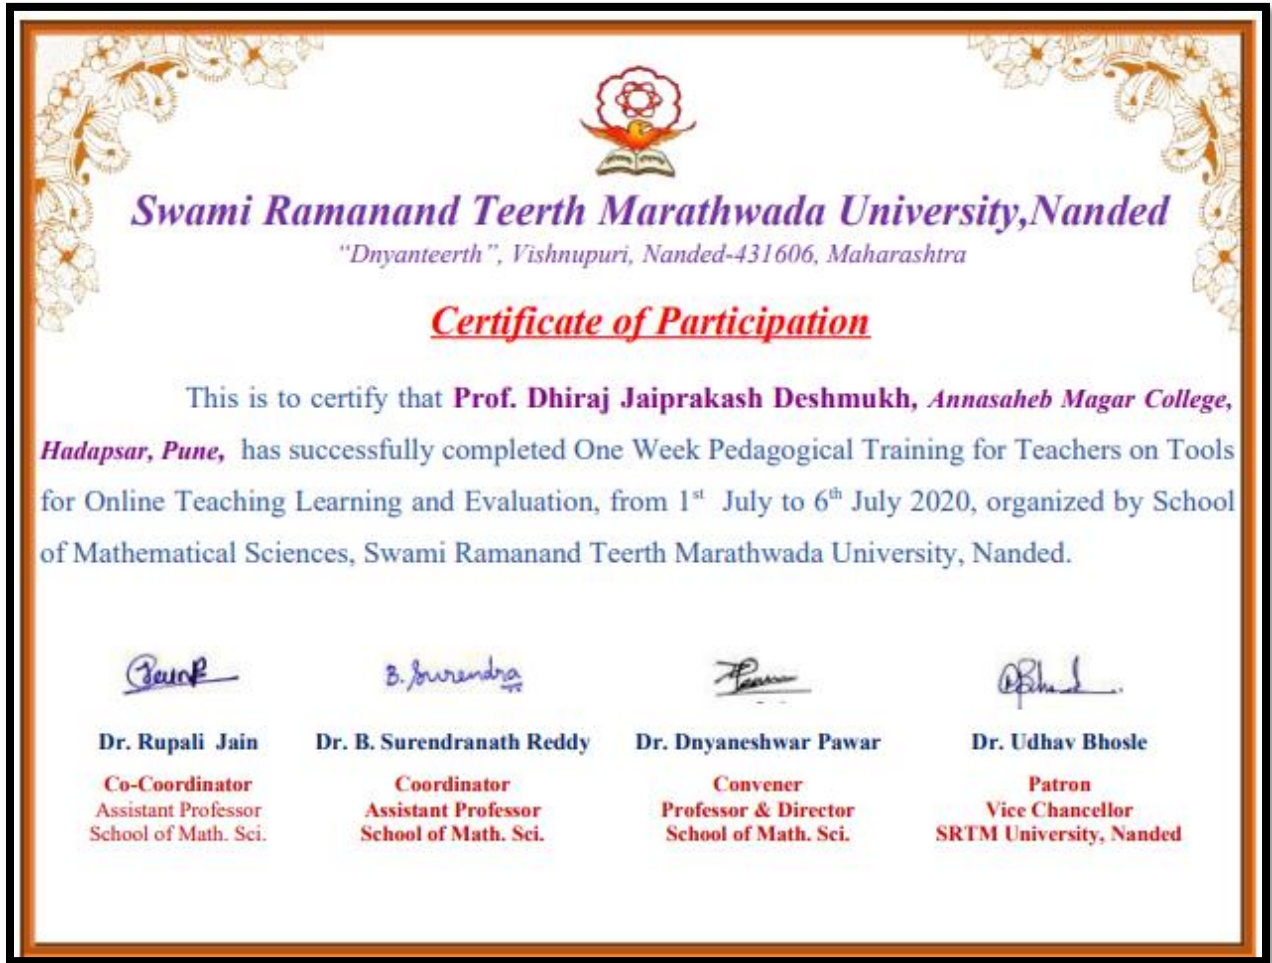 Swami Ramanand Teerth Marathwada University,Nanded
“Dnyanteerth”, Vishnupuri, Nanded-431606, Maharashtra
Certificate of Participation
This is to certify that Prof. Dhiraj Jaiprakash Deshmukh, Annasaheb Magar College,
Hadapsar, Pune, has successfully completed One Week Pedagogical Training for Teachers on Tools
for Online Teaching Learning and Evaluation, from 1st July to 6th July 2020, organized by School
of Mathematical Sciences, Swami Ramanand Teerth Marathwada University, Nanded.
B. Surendra
Dr. Rupali Jain
Co-Coordinator
Assistant Professor
School of Math. Sci.
Dr. B. Surendranath Reddy
Coordinator
Assistant Professor
School of Math. Sci.
Dr. Dnyaneshwar Pawar
Convener
Professor & Director
School of Math. Sci.
Dr. Udhav Bhosle
Patron
Vice Chancellor
SRTM University, Nanded